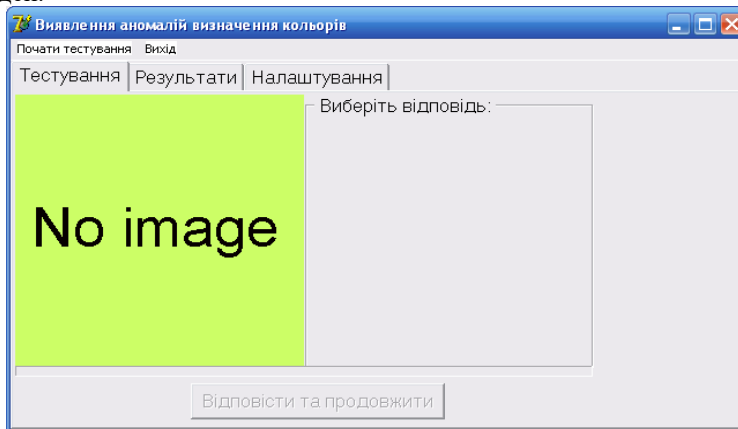 Виявлення аномалій визначення кольорів
Почати тестування Вихід
Тестування Результати Налаштування
Виберіть відповідь:
No image
Відповісти та продовжити